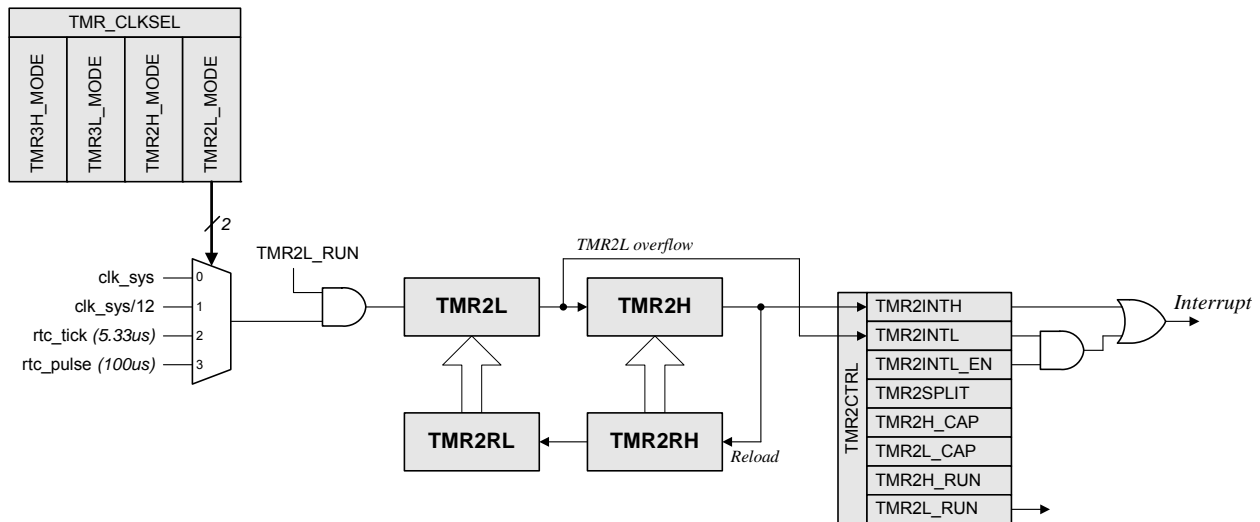 TMR_CLKSEL
TMR3H_MODE
TMR3L_MODE
TMR2H_MODE
TMR2L_MODE
2
TMR2L_RUN
TMR2L overflow
clk_sys
0
clk_sys/12
1
rtc_tick (5.33us)
2
rtc_pulse (100us)
3
TMR2L
TMR2H
TMR2RL
TMR2RH
Reload
TMR2CTRL
TMR2INTH
TMR2INTL
TMR2INTL_EN
TMR2SPLIT
TMR2H_CAP
TMR2L_CAP
TMR2H_RUN
TMR2L_RUN
Interrupt